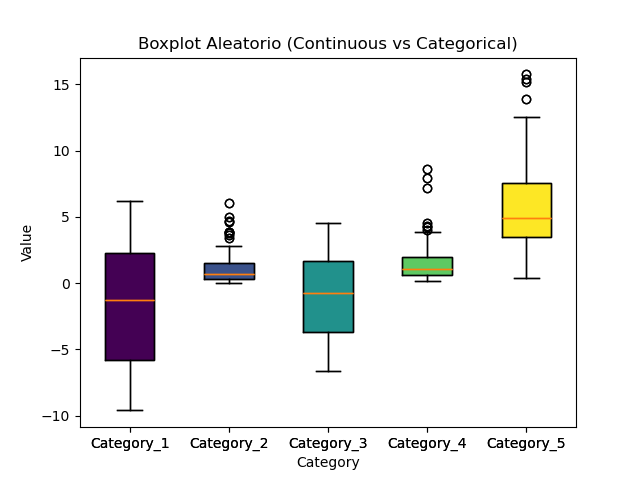 Boxplot Aleatorio (Continuous vs Categorical)
15
10
5
0
−5
−10
Value
Category_1 Category_2 Category_3 Category_4 Category_5
Category